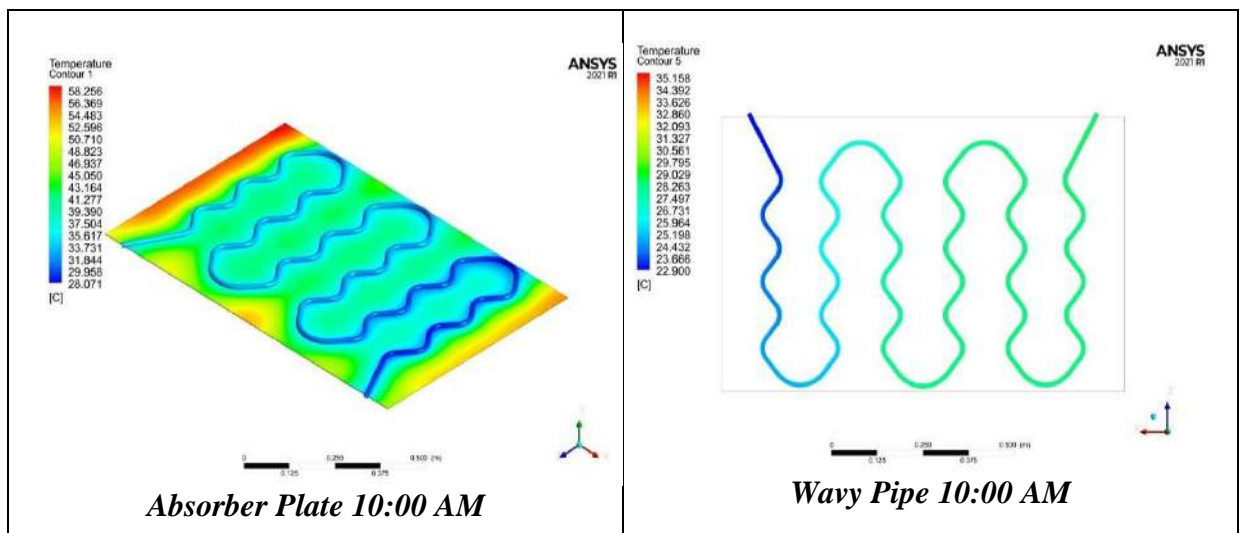 Temperature
Contour 1
58.256
56.369
54.483
52.596
50.710
48.823
46.937
45.050
43.164
41.277
39.390
37.504
35.617
33.731
31.844
29.958
28.071
[C]
ANSYS
2021 R1
0 0.250 0.500 (m)
0.125 0.375
Absorber Plate 10:00 AM
Temperature
Contour 5
35.158
34.392
33.626
32.860
32.093
31.327
30.561
29.795
29.029
28.263
27.497
26.731
25.964
25.198
24.432
23.666
22.900
[C]
ANSYS
2021 R1
0 0.250 0.500 (m)
0.125 0.375
Wavy Pipe 10:00 AM